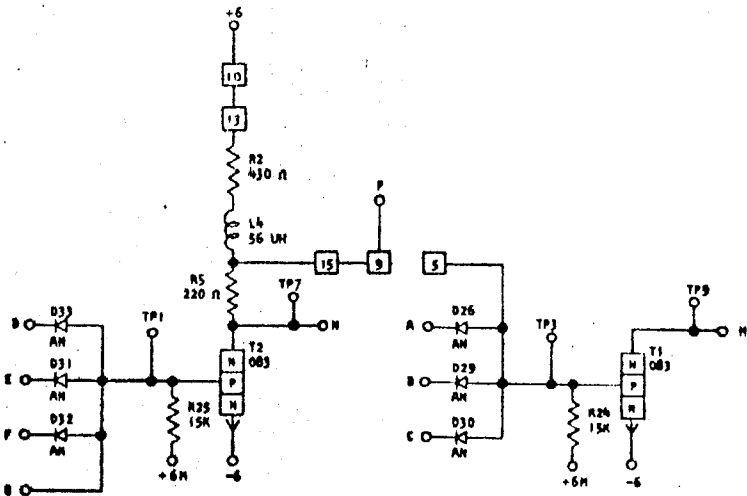 +6
10
13
R2
430 Ω
L4
56 UH
P
15
9
5
R5
220 Ω
TP7
N
D33
AN
TP1
T2
083
D26
AN
A
TP3
TP9
M
T1
083
E
D31
AN
N
P
N
B
D29
AN
N
P
N
F
D32
AN
R25
15K
C
D30
AN
R24
15K
+6M
-6
+6M
-6